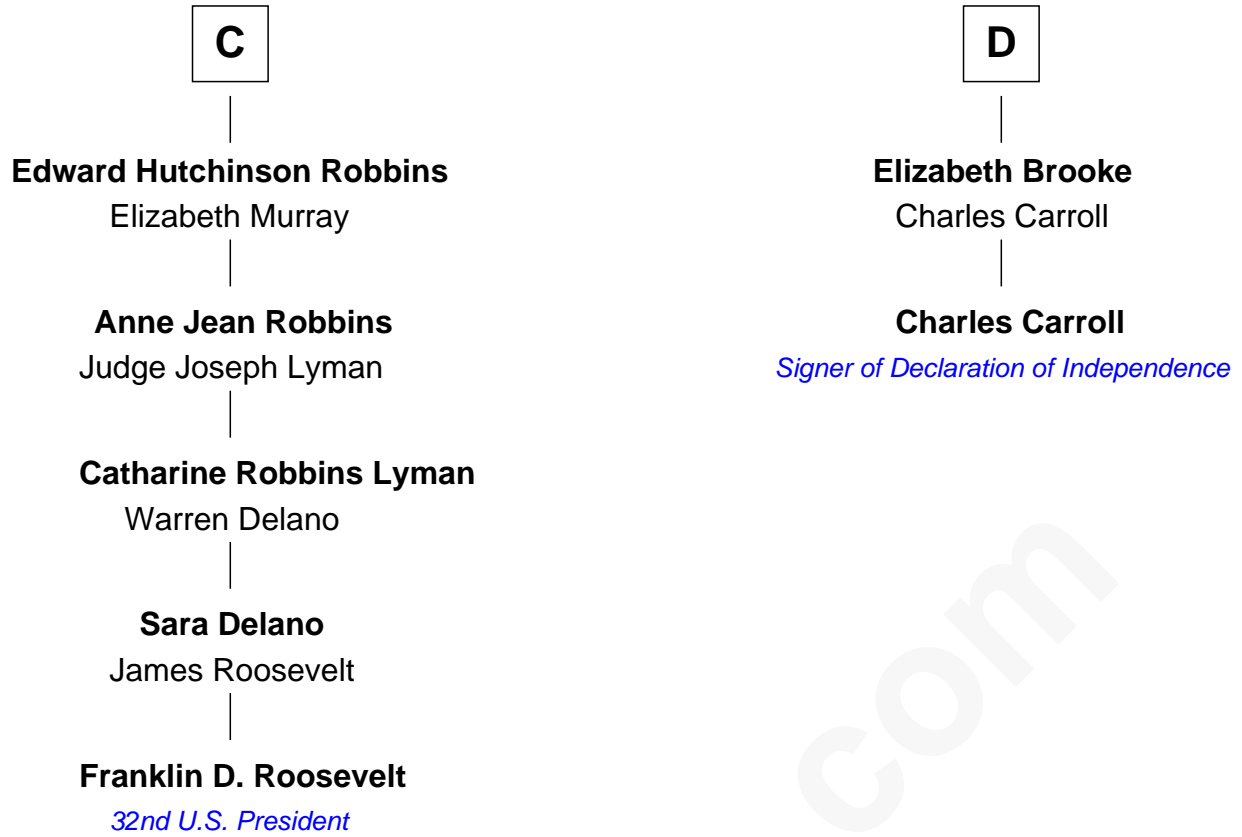 C
Edward Hutchinson Robbins
Elizabeth Murray
Anne Jean Robbins
Judge Joseph Lyman
Catharine Robbins Lyman
Warren Delano
Sara Delano
James Roosevelt
Franklin D. Roosevelt
32nd U.S. President
D
Elizabeth Brooke
Charles Carroll
Charles Carroll
Signer of Declaration of Independence
com